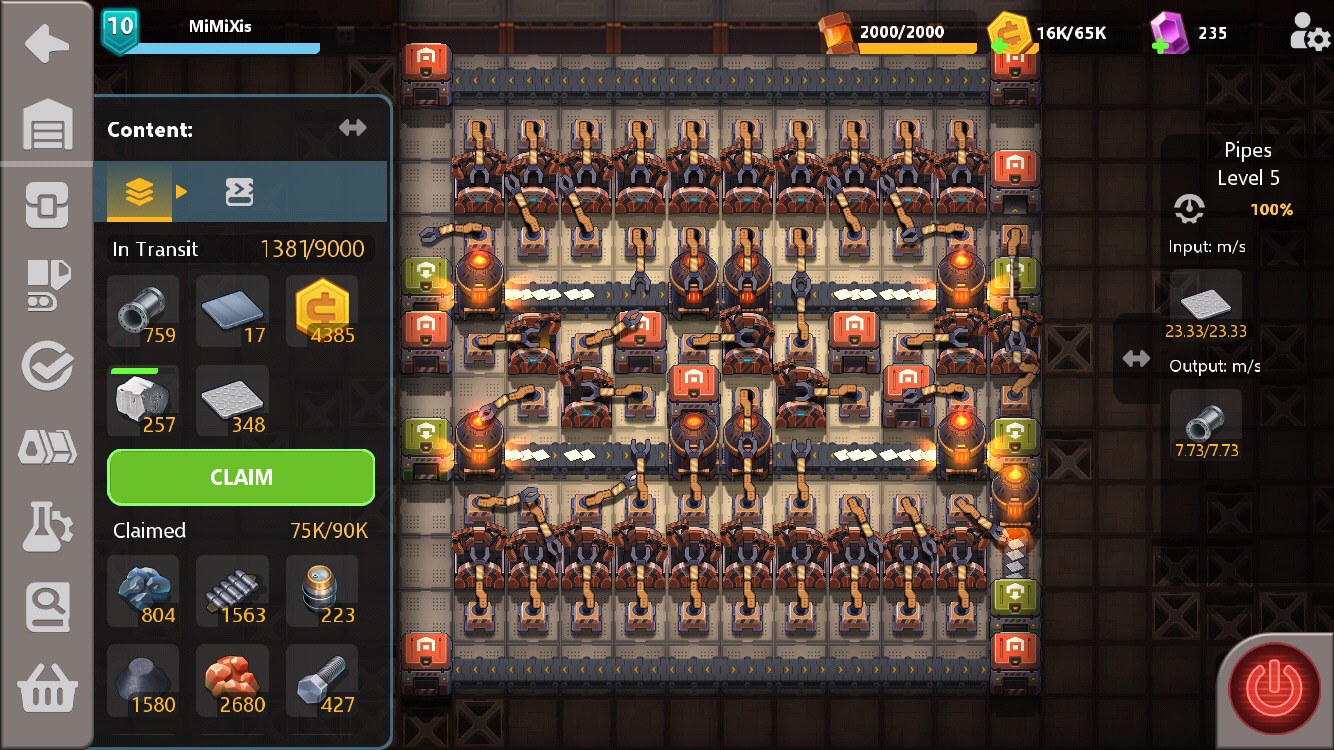 10
MiMiXis
2000/2000
16K/65K
235
Content:
In Transit 1381/9000
759
17
4385
257
348
CLAIM
Claimed 75K/90K
804
1563
223
1580
2680
427
Pipes
Level 5
100%
Input: m/s
23.33/23.33
Output: m/s
7.73/7.73